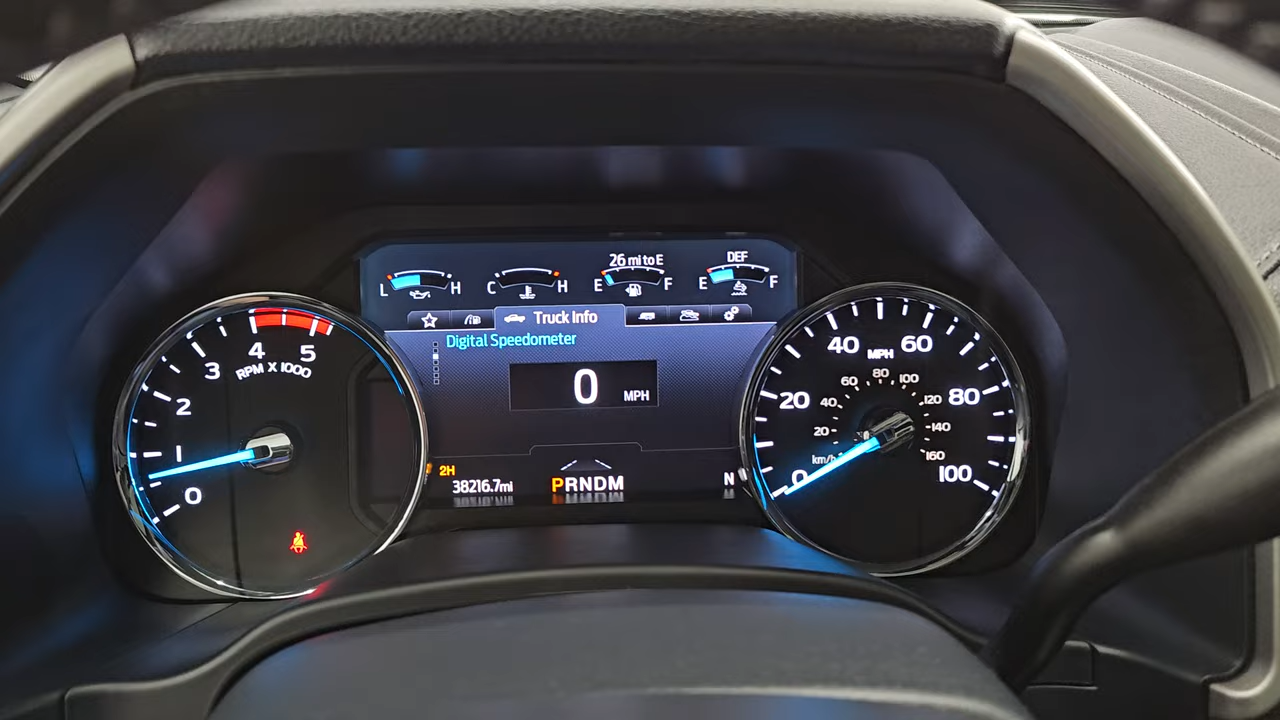 26 mi to E
DEF
L H
C H
E F
E F
Truck Info
Digital Speedometer
0 MPH
2H
38216.7mi
PRNDM
N
0
1
2
3
4
5
RPM X 1000
0
20
40
60
80
100
MPH
20
40
60
80
100
120
140
160
km/h